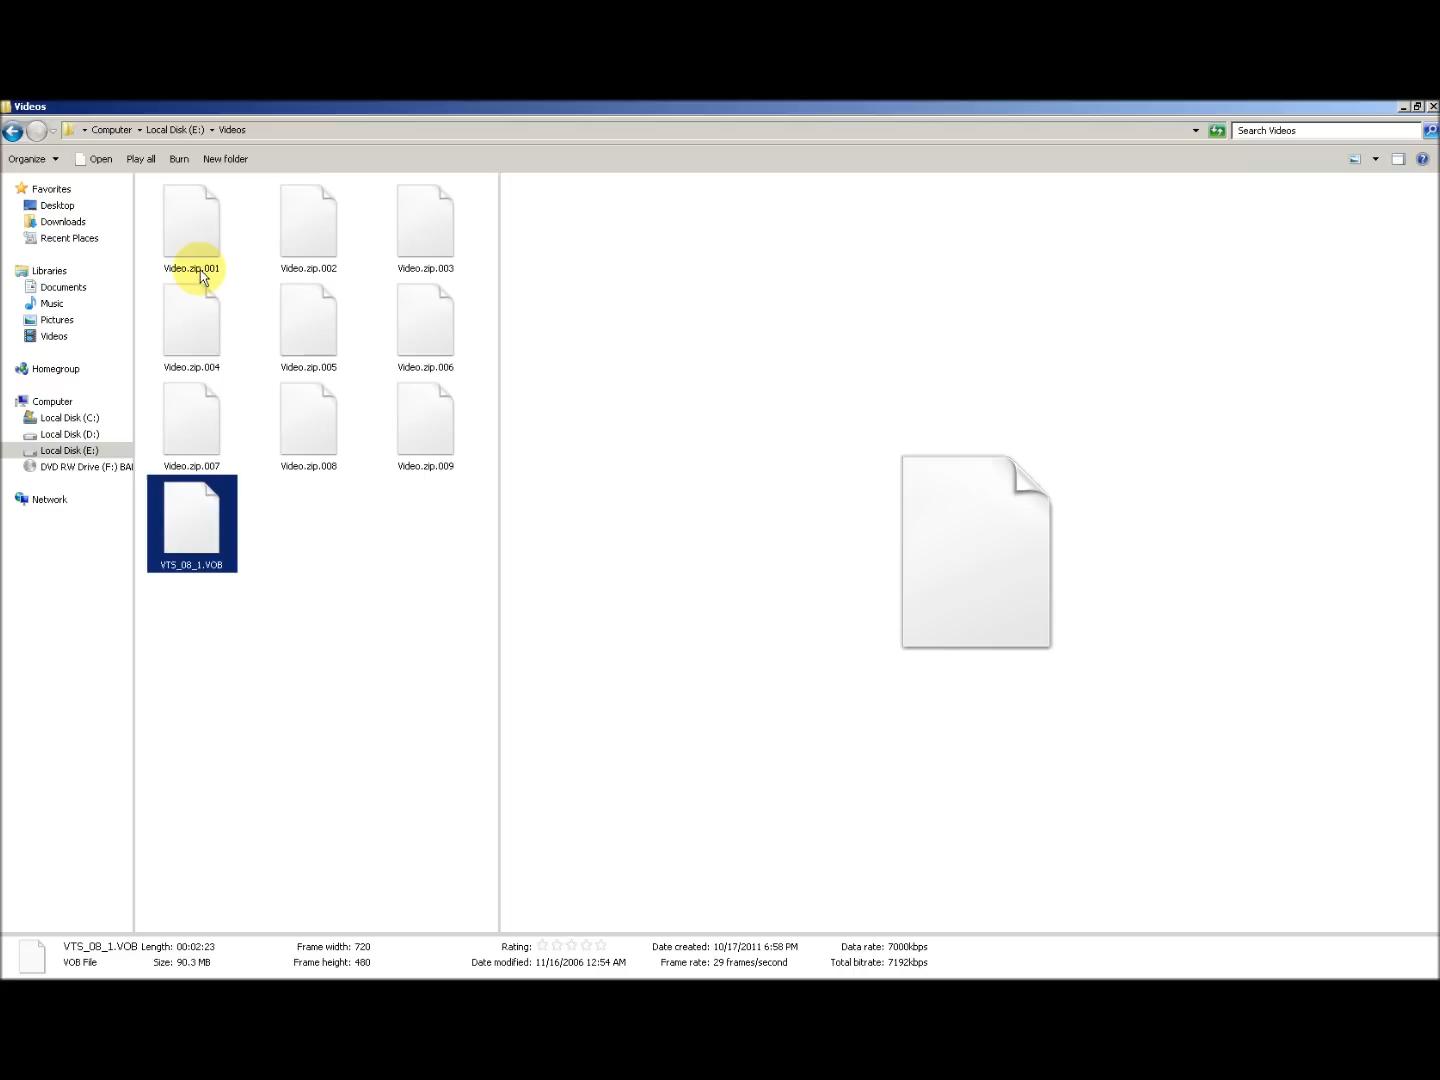 Videos
Computer Local Disk (E:) Videos
Search Videos
Organize Open Play all Burn New folder
Favorites
Desktop
Downloads
Recent Places
Libraries
Documents
Music
Pictures
Videos
Homegroup
Computer
Local Disk (C:)
Local Disk (D:)
Local Disk (E:)
DVD RW Drive (F:) BA
Network
Video.zip.001 Video.zip.002 Video.zip.003
Video.zip.004 Video.zip.005 Video.zip.006
Video.zip.007 Video.zip.008 Video.zip.009
VTS_08_1.VOB
VTS_08_1.VOB Length: 00:02:23 Frame width: 720 Rating: Date created: 10/17/2011 6:58 PM Data rate: 7000kbps
VOB File Size: 90.3 MB Frame height: 480 Date modified: 11/16/2006 12:54 AM Frame rate: 29 frames/second Total bitrate: 7192kbps